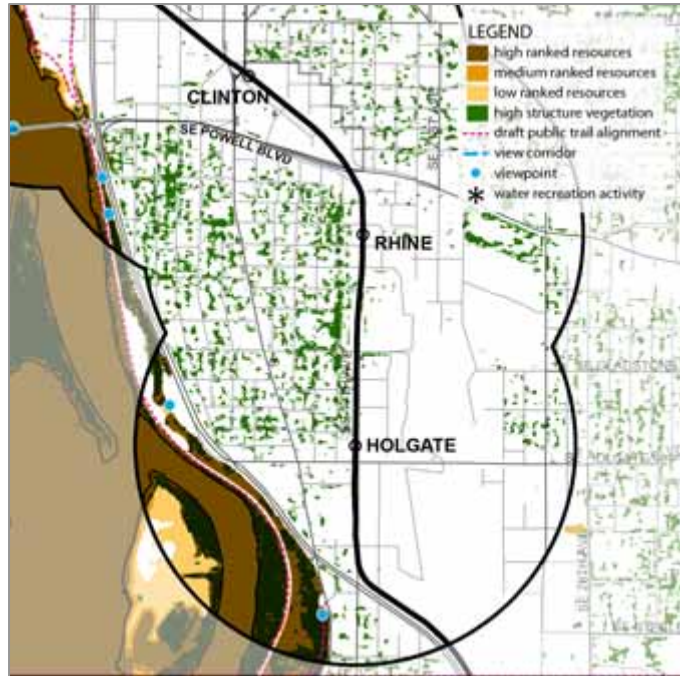 LEGEND
high ranked resources
medium ranked resources
low ranked resources
high structure vegetation
draft public trail alignment
view corridor
viewpoint
water recreation activity
CLINTON
SE POWELL BLVD
RHINE
HOLGATE